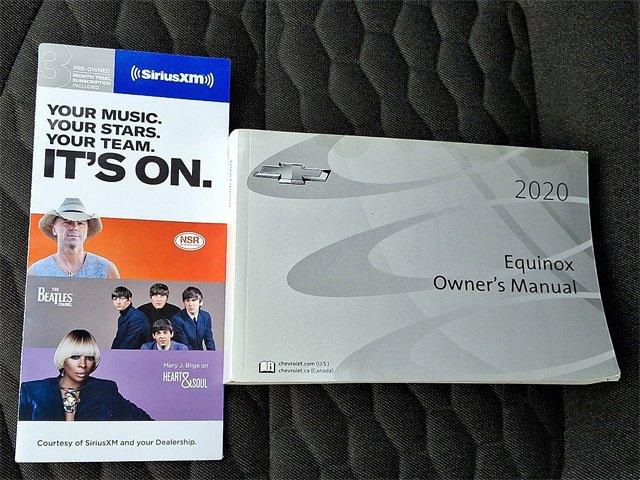 3 PRE-OWNED
MONTH TRIAL
SUBSCRIPTION
INCLUDED
((SiriusXM))
YOUR MUSIC.
YOUR STARS.
YOUR TEAM.
IT'S ON.
NSR
THE
BEATLES
CHANNEL
Mary J. Blige on
HEART
&SOUL
Courtesy of SiriusXM and your Dealership.
2020
Equinox
Owner's Manual
chevrolet.com (U.S.)
chevrolet.ca (Canada)